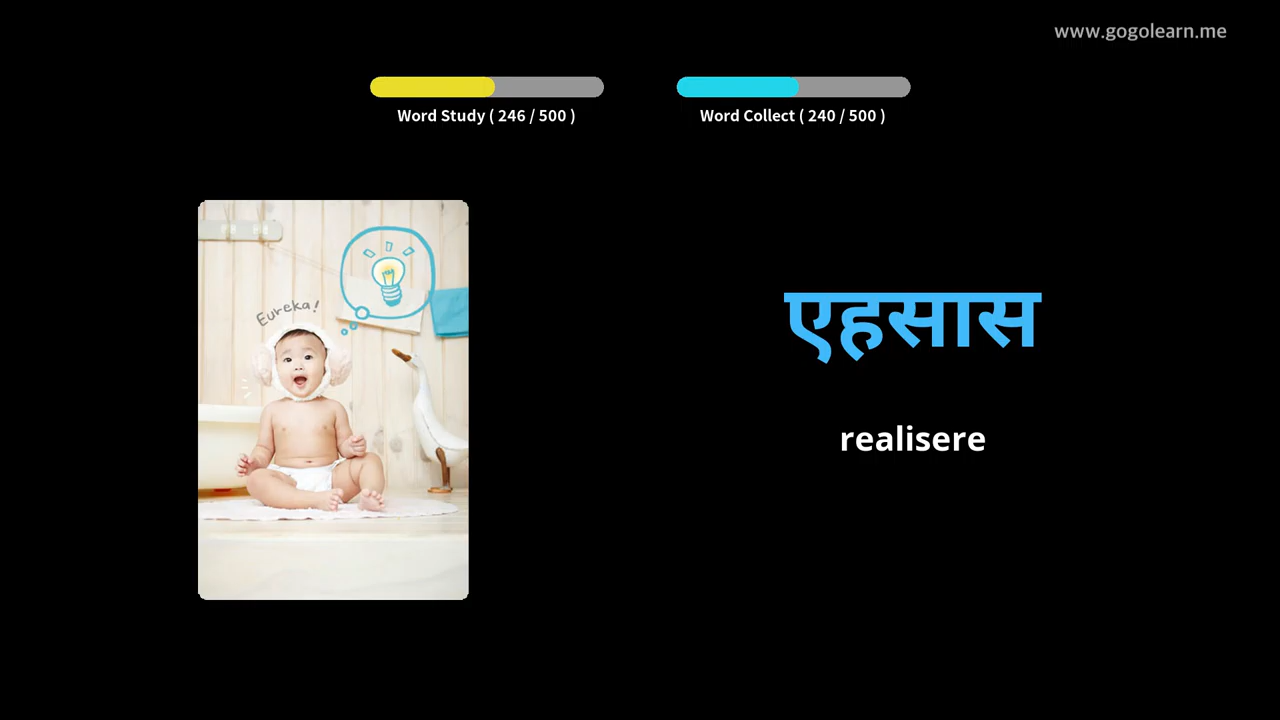 www.gogolearn.me
Word Study ( 246 / 500 )
Word Collect ( 240 / 500 )
Eureka!
एहसास
realisere